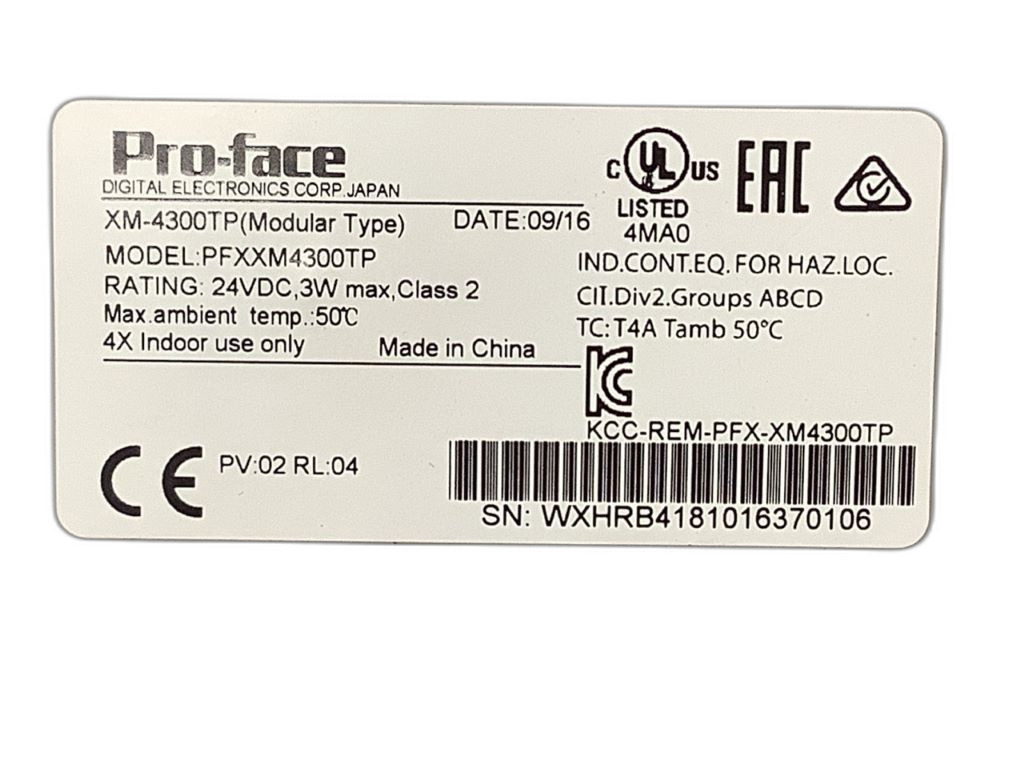 Pro-face
DIGITAL ELECTRONICS CORP.JAPAN
XM-4300TP(Modular Type) DATE:09/16
MODEL:PFXXM4300TP
RATING: 24VDC,3W max,Class 2
Max.ambient temp.:50℃
4X Indoor use only Made in China
C UL US
LISTED
4MA0
EAC
IND.CONT.EQ. FOR HAZ.LOC.
CII.Div2.Groups ABCD
TC: T4A Tamb 50°C
KC
KCC-REM-PFX-XM4300TP
CE PV:02 RL:04
SN: WXHRB4181016370106